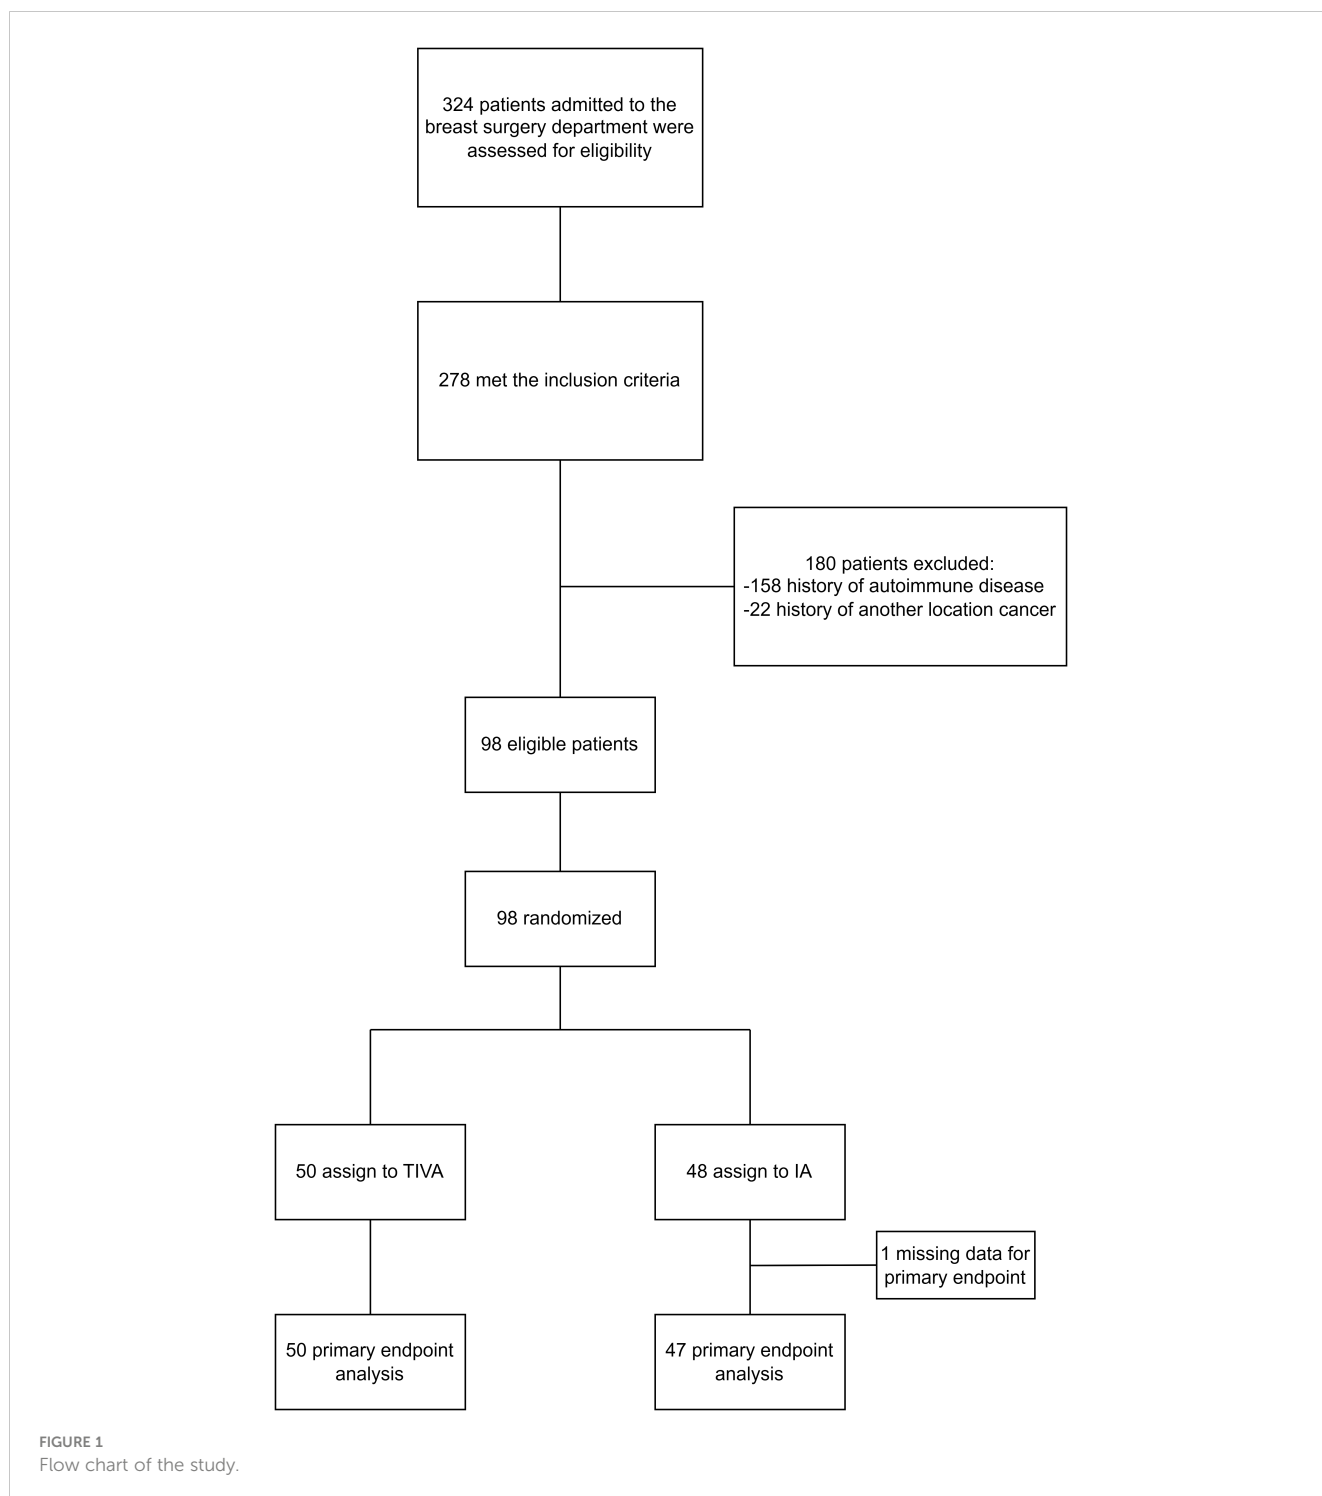 324 patients admitted to the
breast surgery department were
assessed for eligibility
278 met the inclusion criteria
180 patients excluded:
-158 history of autoimmune disease
-22 history of another location cancer
98 eligible patients
98 randomized
50 assign to TIVA
48 assign to IA
1 missing data for
primary endpoint
50 primary endpoint
analysis
47 primary endpoint
analysis
FIGURE 1
Flow chart of the study.